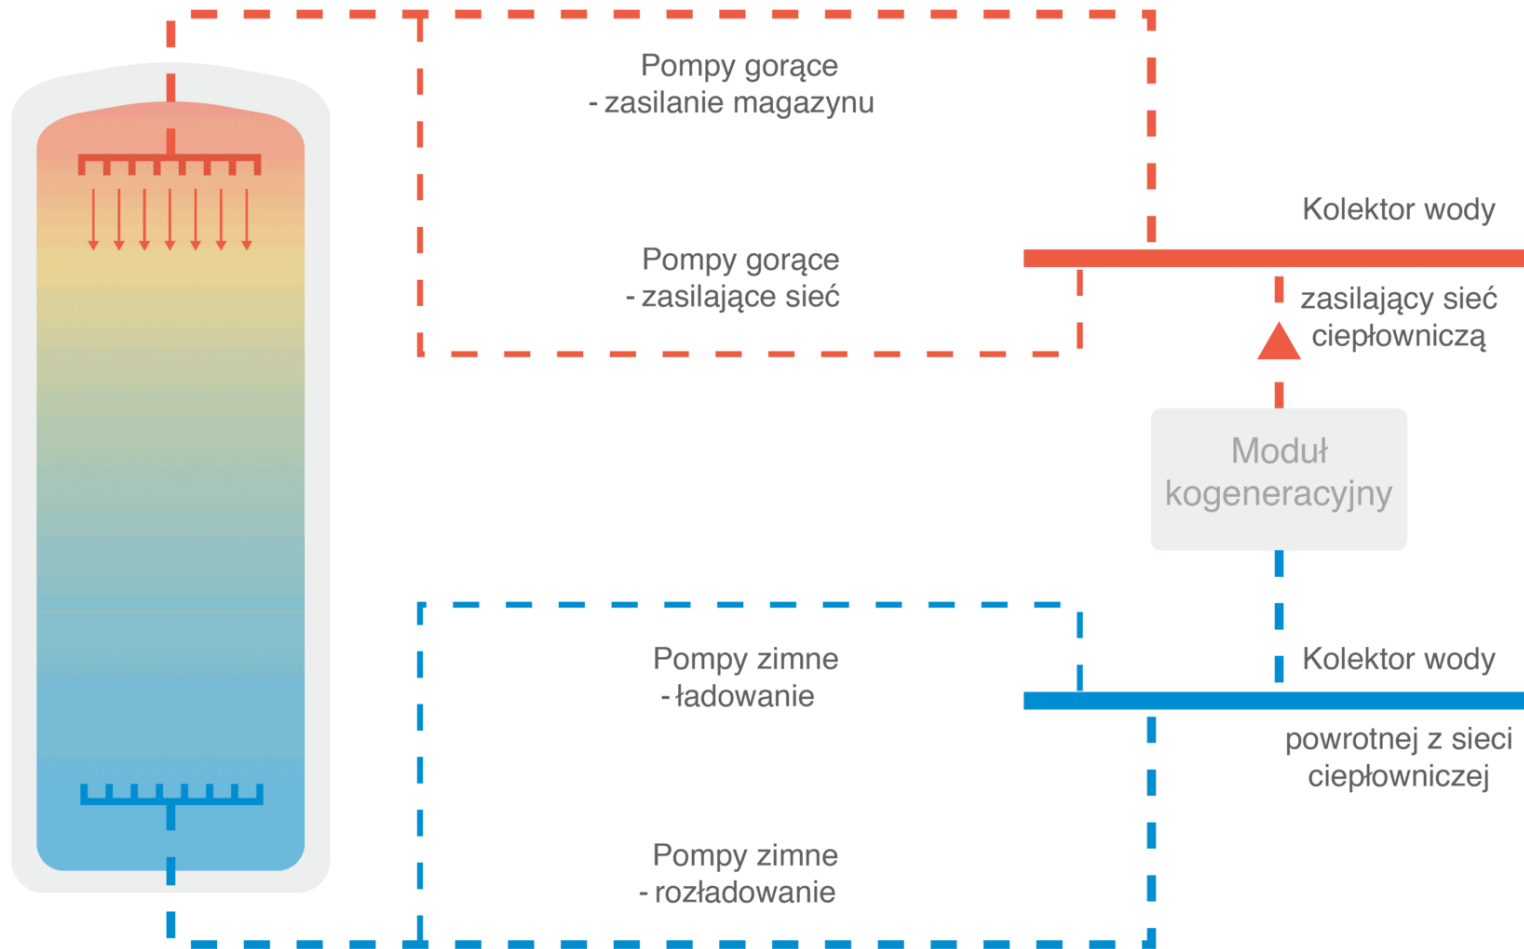 Pompy gorące
- zasilanie magazynu
Kolektor wody
Pompy gorące
- zasilające sieć
zasilający sieć
ciepłowniczą
Moduł
kogeneracyjny
Pompy zimne
- ładowanie
Kolektor wody
powrotnej z sieci
ciepłowniczej
Pompy zimne
- rozładowanie